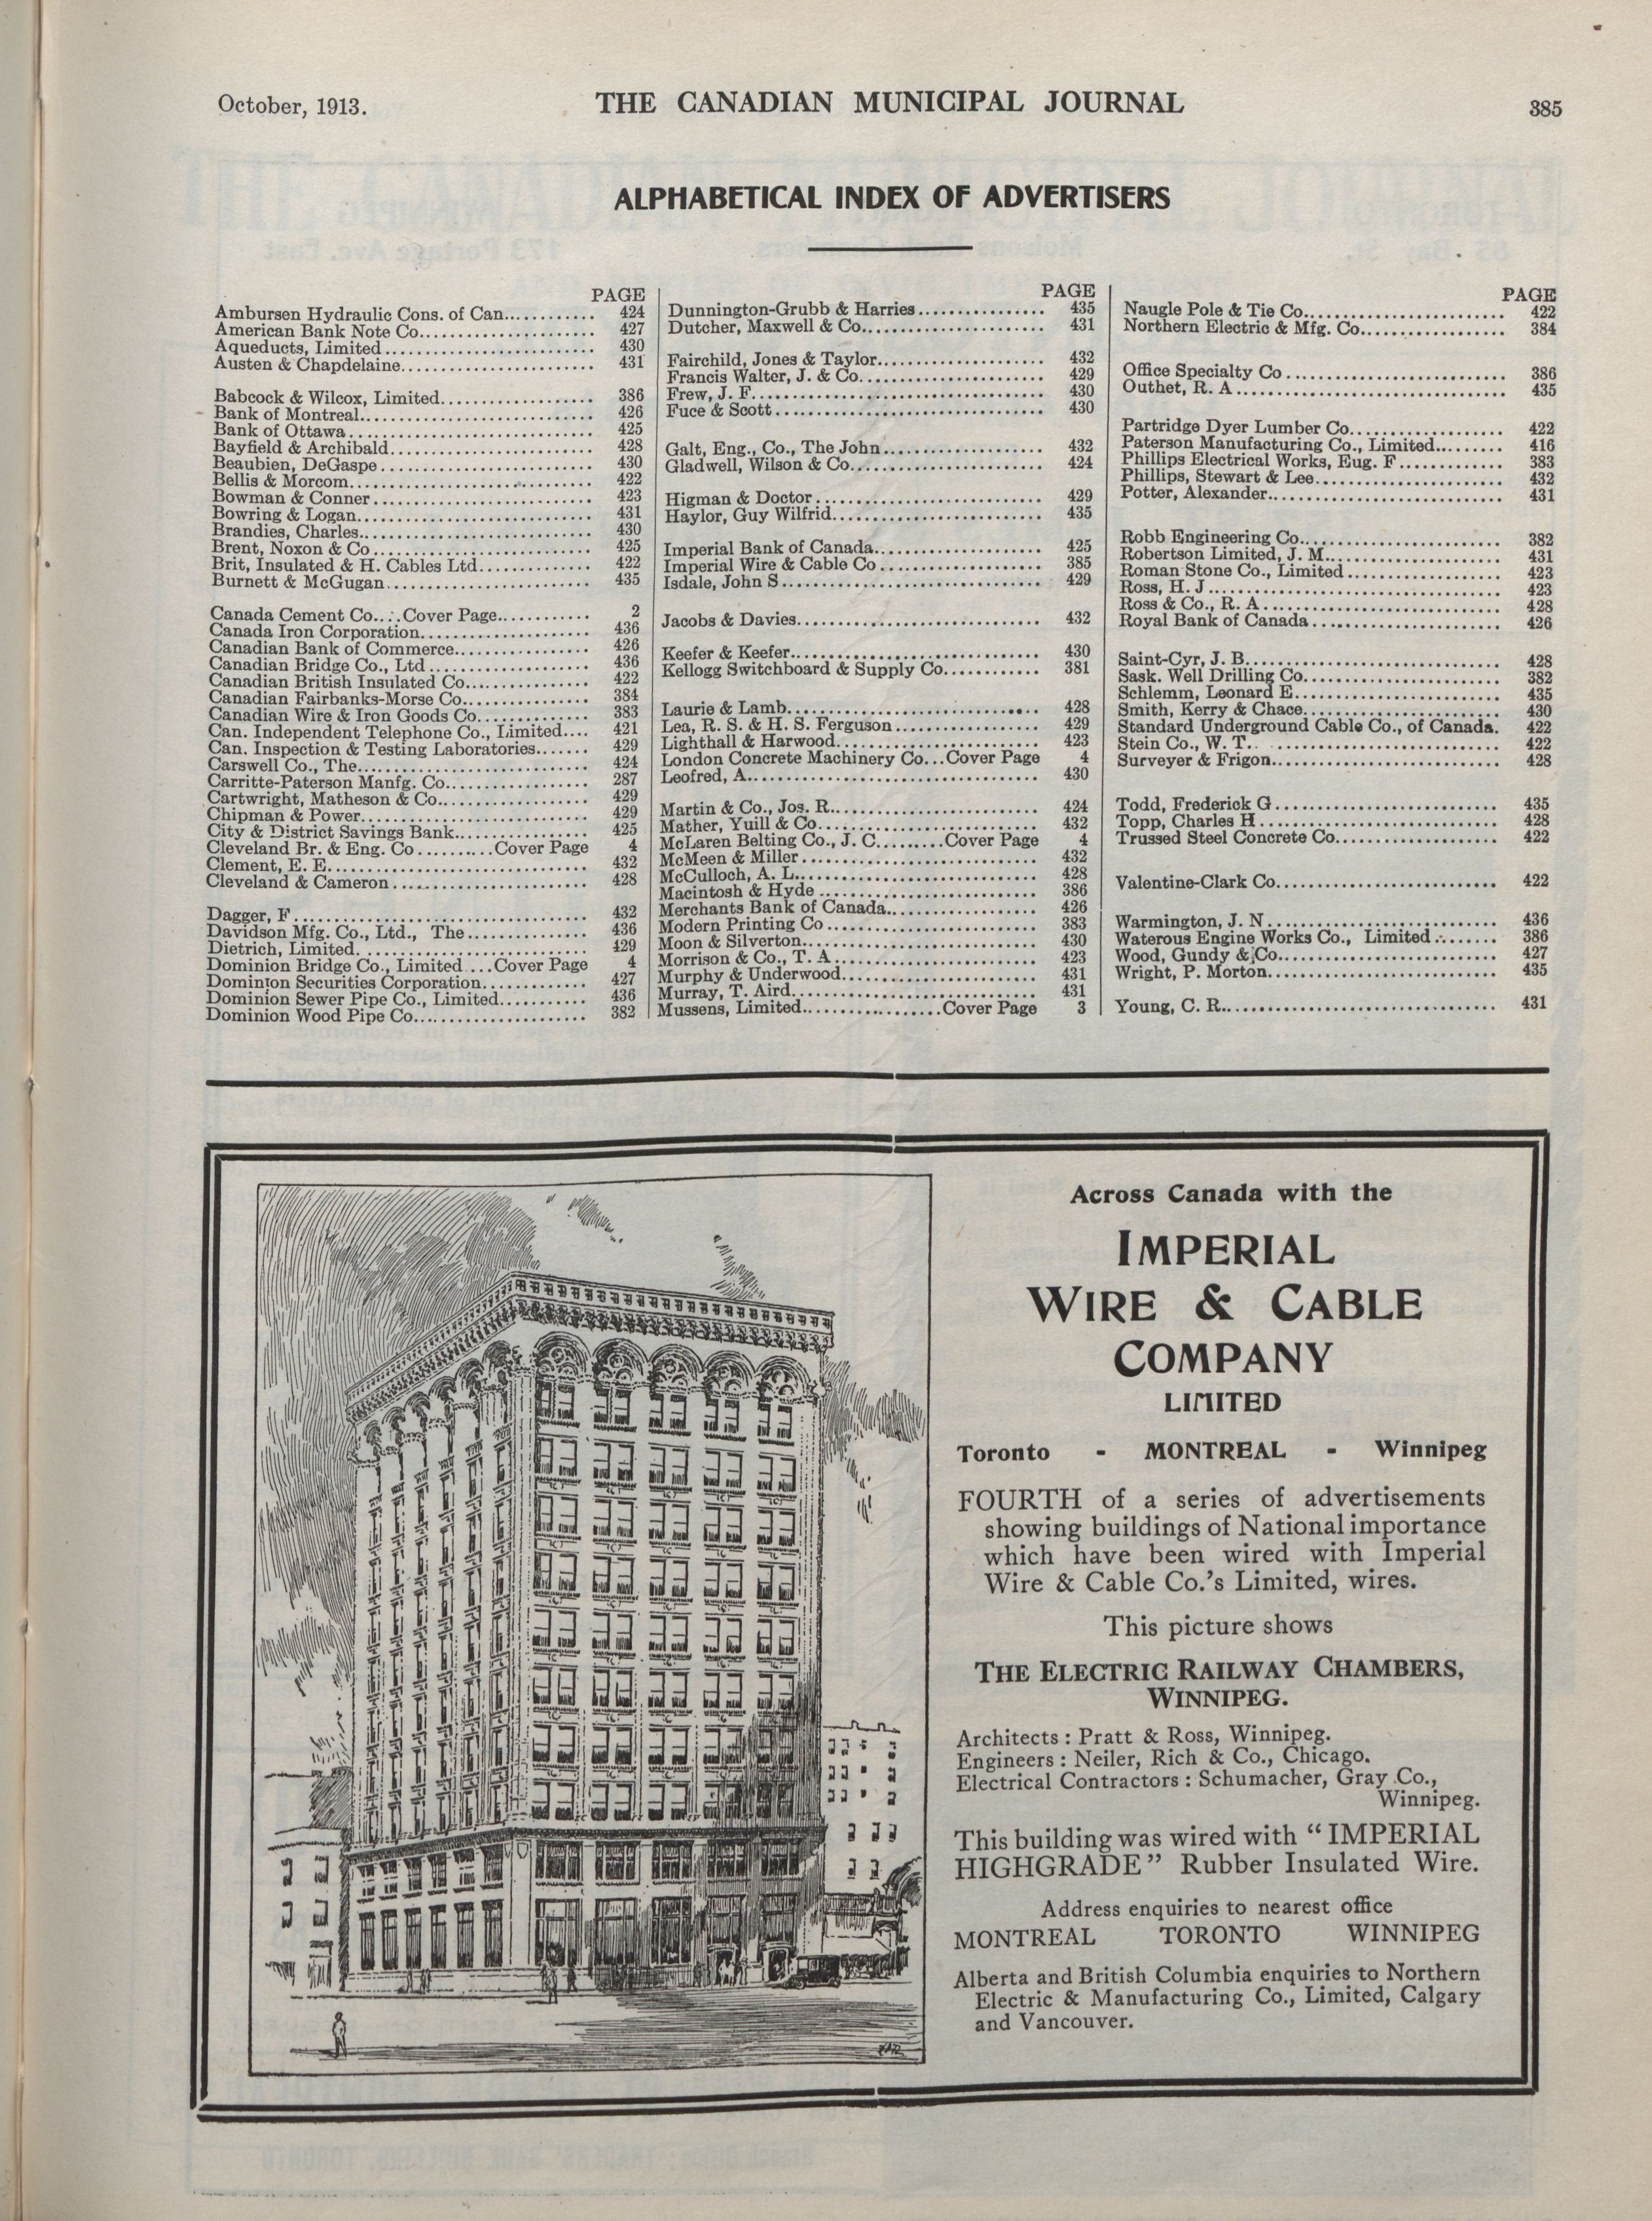 October, 1913.
THE CANADIAN MUNICIPAL JOURNAL
385
ALPHABETICAL INDEX OF ADVERTISERS
PAGE
Ambursen Hydraulic Cons. of Can............ 424
American Bank Note Co...................... 427
Aqueducts, Limited......................... 430
Austen & Chapdelaine....................... 431
Babcock & Wilcox, Limited.................. 386
Bank of Montreal........................... 426
Bank of Ottawa............................. 425
Bayfield & Archibald....................... 428
Beaubien, DeGaspe.......................... 430
Bellis & Morcom............................ 422
Bowman & Conner............................ 423
Bowring & Logan............................ 431
Brandies, Charles.......................... 430
Brent, Noxon & Co.......................... 425
Brit, Insulated & H. Cables Ltd............ 422
Burnett & McGugan.......................... 435
Canada Cement Co.....Cover Page............ 2
Canada Iron Corporation.................... 436
Canadian Bank of Commerce.................. 426
Canadian Bridge Co., Ltd................... 436
Canadian British Insulated Co.............. 422
Canadian Fairbanks-Morse Co................ 384
Canadian Wire & Iron Goods Co.............. 383
Can. Independent Telephone Co., Limited.... 421
Can. Inspection & Testing Laboratories....... 429
Carswell Co., The.......................... 424
Carritte-Paterson Manfg. Co................ 287
Cartwright, Matheson & Co.................. 429
Chipman & Power............................ 429
City & District Savings Bank............... 425
Cleveland Br. & Eng. Co..........Cover Page 4
Clement, E. E.............................. 432
Cleveland & Cameron........................ 428
Dagger, F.................................. 432
Davidson Mfg. Co., Ltd., The............... 436
Dietrich, Limited.......................... 429
Dominion Bridge Co., Limited....Cover Page 4
Dominion Securities Corporation............ 427
Dominion Sewer Pipe Co., Limited........... 436
Dominion Wood Pipe Co...................... 382
PAGE
Dunnington-Grubb & Harries................ 435
Dutcher, Maxwell & Co..................... 431
Fairchild, Jones & Taylor................. 432
Francis Walter, J. & Co................... 429
Frew, J. F................................ 430
Fuce & Scott.............................. 430
Galt, Eng., Co., The John................. 432
Gladwell, Wilson & Co..................... 424
Higman & Doctor........................... 429
Haylor, Guy Wilfrid....................... 435
Imperial Bank of Canada................... 425
Imperial Wire & Cable Co.................. 385
Isdale, John S............................ 429
Jacobs & Davies........................... 432
Keefer & Keefer........................... 430
Kellogg Switchboard & Supply Co........... 381
Laurie & Lamb............................. 428
Lea, R. S. & H. S. Ferguson............... 429
Lighthall & Harwood....................... 423
London Concrete Machinery Co...Cover Page 4
Leofred, A................................ 430
Martin & Co., Jos. R...................... 424
Mather, Yuill & Co........................ 432
McLaren Belting Co., J. C.........Cover Page 4
McMeen & Miller........................... 432
McCulloch, A. L........................... 428
Macintosh & Hyde.......................... 386
Merchants Bank of Canada.................. 426
Modern Printing Co........................ 383
Moon & Silverton.......................... 430
Morrison & Co., T. A...................... 423
Murphy & Underwood........................ 431
Murray, T. Aird........................... 431
Mussens, Limited..................Cover Page 3
PAGE
Naugle Pole & Tie Co...................... 422
Northern Electric & Mfg. Co............... 384
Office Specialty Co....................... 386
Outhet, R. A.............................. 435
Partridge Dyer Lumber Co.................. 422
Paterson Manufacturing Co., Limited......... 416
Phillips Electrical Works, Eug. F............. 383
Phillips, Stewart & Lee................... 432
Potter, Alexander......................... 431
Robb Engineering Co....................... 382
Robertson Limited, J. M................... 431
Roman Stone Co., Limited.................. 423
Ross, H. J................................ 423
Ross & Co., R. A.......................... 428
Royal Bank of Canada...................... 426
Saint-Cyr, J. B........................... 428
Sask. Well Drilling Co.................... 382
Schlemm, Leonard E........................ 435
Smith, Kerry & Chace...................... 430
Standard Underground Cable Co., of Canada. 422
Stein Co., W. T........................... 422
Surveyer & Frigon......................... 428
Todd, Frederick G......................... 435
Topp, Charles H........................... 428
Trussed Steel Concrete Co................. 422
Valentine-Clark Co........................ 422
Warmington, J. N.......................... 436
Waterous Engine Works Co., Limited........ 386
Wood, Gundy & Co.......................... 427
Wright, P. Morton......................... 435
Young, C. R............................... 431
Across Canada with the
IMPERIAL
WIRE & CABLE
COMPANY
LIMITED
Toronto - MONTREAL - Winnipeg
FOURTH of a series of advertisements
showing buildings of National importance
which have been wired with Imperial
Wire & Cable Co.'s Limited, wires.
This picture shows
THE ELECTRIC RAILWAY CHAMBERS,
WINNIPEG.
Architects : Pratt & Ross, Winnipeg.
Engineers : Neiler, Rich & Co., Chicago.
Electrical Contractors : Schumacher, Gray Co.,
Winnipeg.
This building was wired with "IMPERIAL
HIGHGRADE" Rubber Insulated Wire.
Address enquiries to nearest office
MONTREAL TORONTO WINNIPEG
Alberta and British Columbia enquiries to Northern
Electric & Manufacturing Co., Limited, Calgary
and Vancouver.